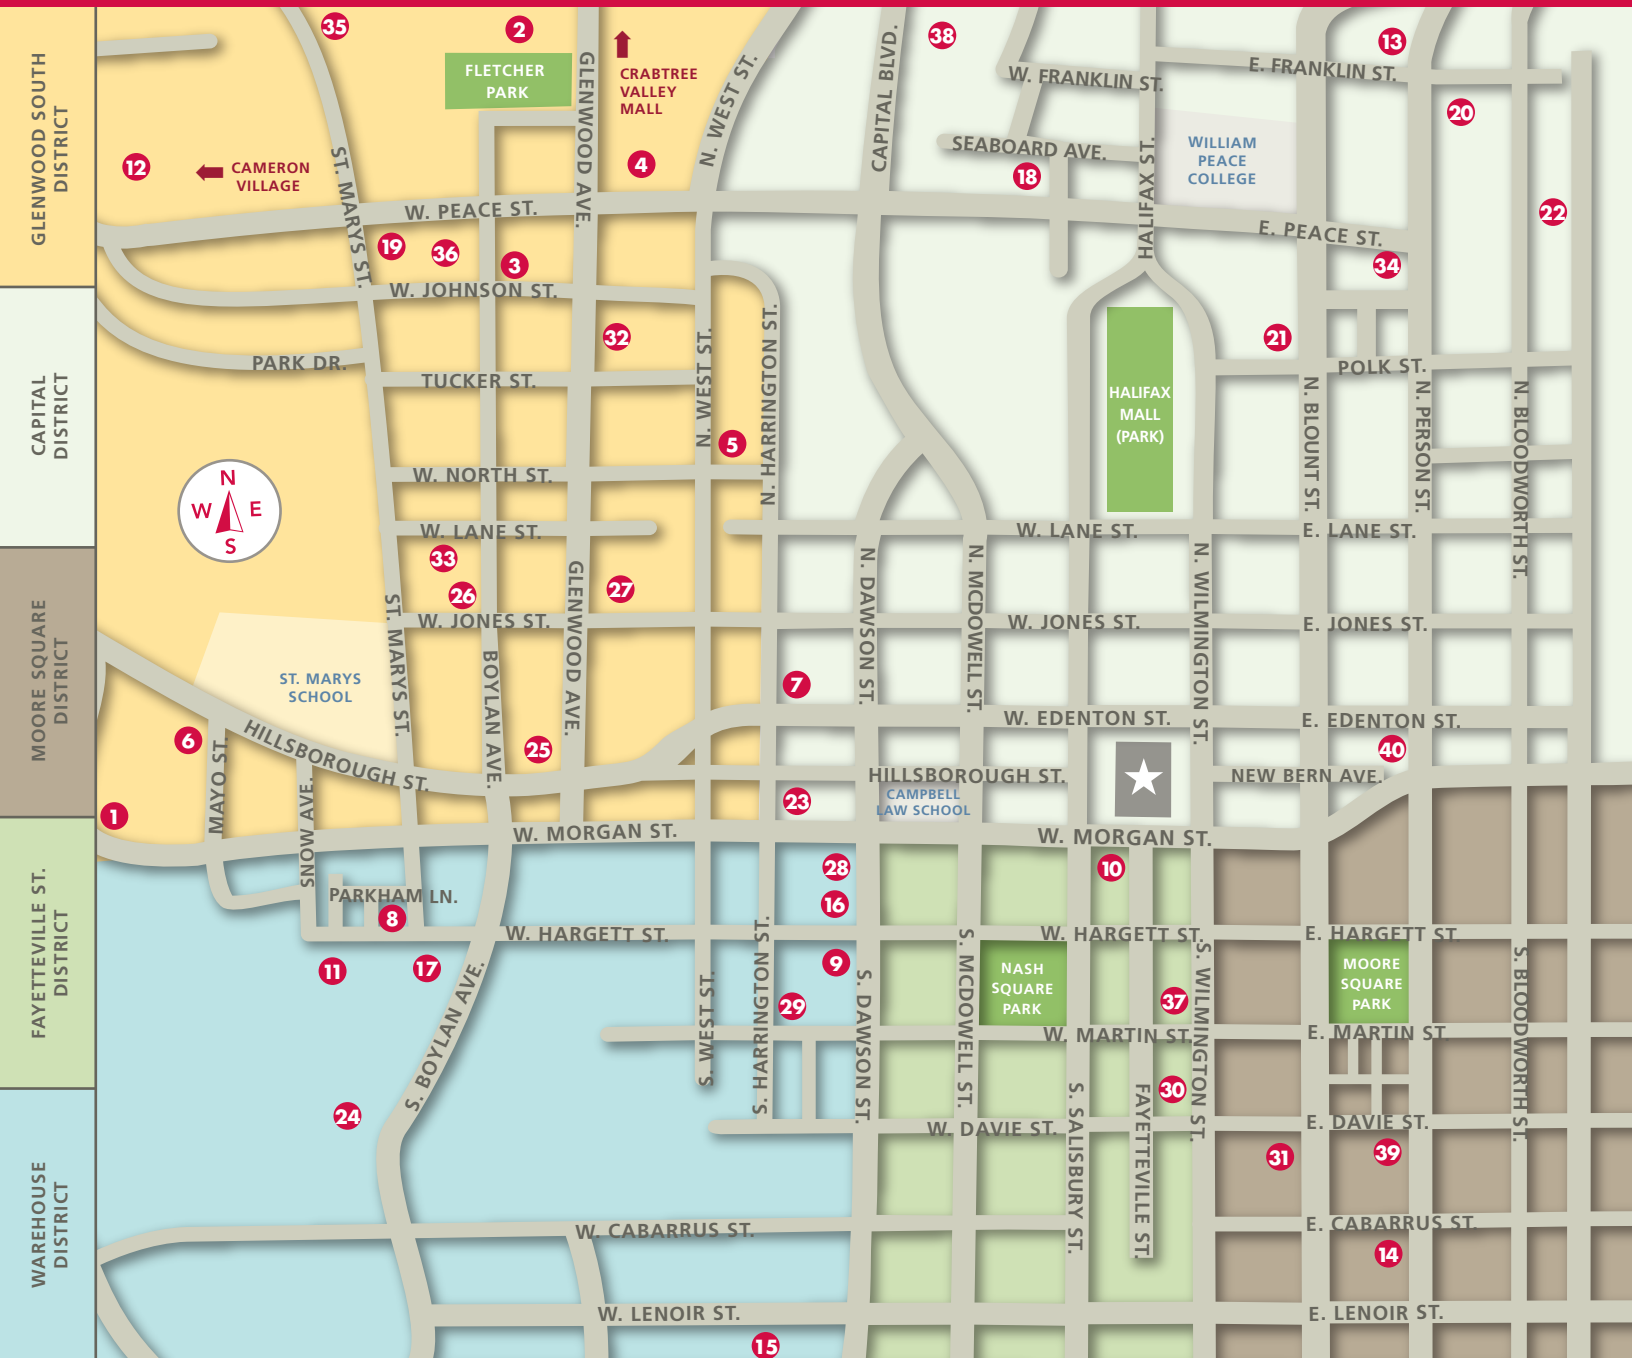 GLENWOOD SOUTH
DISTRICT
CAPITAL
DISTRICT
MOORE SQUARE
DISTRICT
FAYETTEVILLE ST.
DISTRICT
WAREHOUSE
DISTRICT
35
2
38
13
FLETCHER
PARK
GLENWOOD AVE.
CRABTREE
VALLEY
MALL
N. WEST ST.
CAPITAL BLVD.
W. FRANKLIN ST.
E. FRANKLIN ST.
20
12
CAMERON
VILLAGE
ST. MARYS ST.
4
SEABOARD AVE.
18
HALIFAX ST.
WILLIAM
PEACE
COLLEGE
22
W. PEACE ST.
E. PEACE ST.
19
36
3
34
W. JOHNSON ST.
32
21
PARK DR.
TUCKER ST.
N. WEST ST.
N. HARRINGTON ST.
HALIFAX
MALL
(PARK)
POLK ST.
N. BLOUNT ST.
N. PERSON ST.
N. BLOODWORTH ST.
5
W. NORTH ST.
N
W E
S
W. LANE ST.
W. LANE ST.
E. LANE ST.
33
26
27
GLENWOOD AVE.
N. DAWSON ST.
N. MCDOWELL ST.
N. WILMINGTON ST.
W. JONES ST.
W. JONES ST.
E. JONES ST.
ST. MARYS ST.
BOYLAN AVE.
ST. MARYS
SCHOOL
7
W. EDENTON ST.
E. EDENTON ST.
6
HILLSBOROUGH ST.
25
40
MAYO ST.
SNOW AVE.
HILLSBOROUGH ST.
NEW BERN AVE.
CAMPBELL
LAW SCHOOL
23
1
W. MORGAN ST.
W. MORGAN ST.
28
10
PARKHAM LN.
8
16
W. HARGETT ST.
W. HARGETT ST.
E. HARGETT ST.
11
17
9
S. BOYLAN AVE.
S. WEST ST.
S. HARRINGTON ST.
S. DAWSON ST.
S. MCDOWELL ST.
NASH
SQUARE
PARK
S. WILMINGTON ST.
MOORE
SQUARE
PARK
S. BLOODWORTH ST.
29
37
W. MARTIN ST.
E. MARTIN ST.
24
30
S. SALISBURY ST.
FAYETTEVILLE ST.
W. DAVIE ST.
E. DAVIE ST.
31
39
W. CABARRUS ST.
E. CABARRUS ST.
14
W. LENOIR ST.
E. LENOIR ST.
15